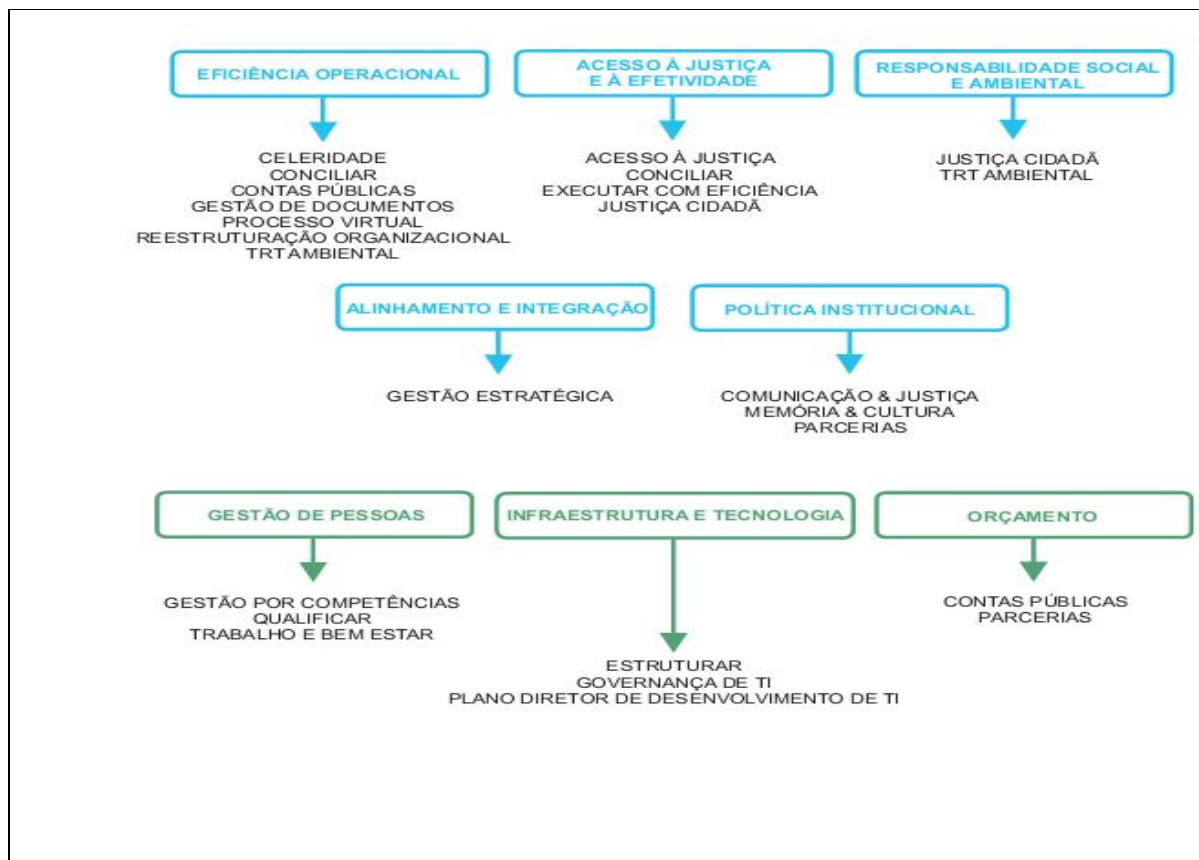 EFICIÊNCIA OPERACIONAL
CELERIDADE
CONCILIAR
CONTAS PÚBLICAS
GESTÃO DE DOCUMENTOS
PROCESSO VIRTUAL
REESTRUTURAÇÃO ORGANIZACIONAL
TRT AMBIENTAL
ACESSO À JUSTIÇA
E À EFETIVIDADE
ACESSO À JUSTIÇA
CONCILIAR
EXECUTAR COM EFICIÊNCIA
JUSTIÇA CIDADÃ
RESPONSABILIDADE SOCIAL
E AMBIENTAL
JUSTIÇA CIDADÃ
TRT AMBIENTAL
ALINHAMENTO E INTEGRAÇÃO
GESTÃO ESTRATÉGICA
POLÍTICA INSTITUCIONAL
COMUNICAÇÃO & JUSTIÇA
MEMÓRIA & CULTURA
PARCERIAS
GESTÃO DE PESSOAS
GESTÃO POR COMPETÊNCIAS
QUALIFICAR
TRABALHO E BEM ESTAR
INFRAESTRUTURA E TECNOLOGIA
ESTRUTURAR
GOVERNANÇA DE TI
PLANO DIRETOR DE DESENVOLVIMENTO DE TI
ORÇAMENTO
CONTAS PÚBLICAS
PARCERIAS